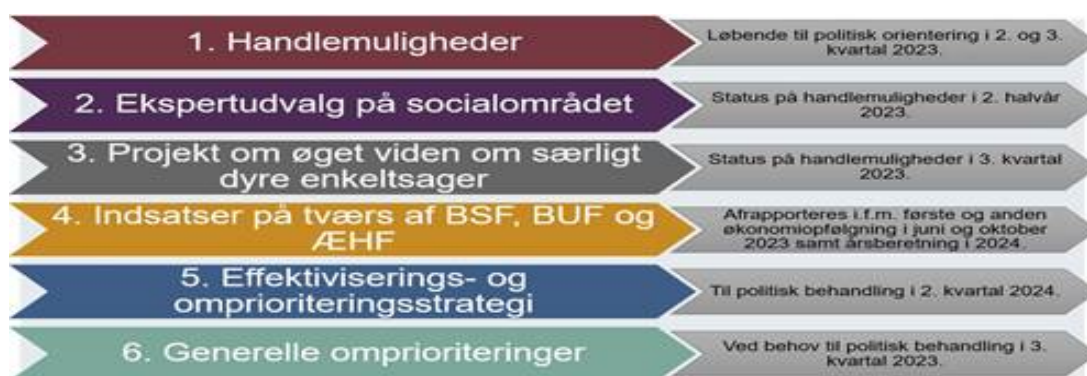 1. Handlemuligheder
Løbende til politisk orientering i 2. og 3.
kvartal 2023.
2. Ekspertudvalg på socialområdet
Status på handlemuligheder i 2. halvår
2023.
3. Projekt om øget viden om særligt
dyre enkeltsager
Status på handlemuligheder i 3. kvartal
2023.
4. Indsatser på tværs af BSF, BUF og
ÆHF
Afrapporteres i.f.m. første og anden
økonomiopfølgning i juni og oktober
2023 samt årsberetning i 2024.
5. Effektiviserings- og
omprioriteringsstrategi
Til politisk behandling i 2. kvartal 2024.
6. Generelle omprioriteringer
Ved behov til politisk behandling i 3.
kvartal 2023.